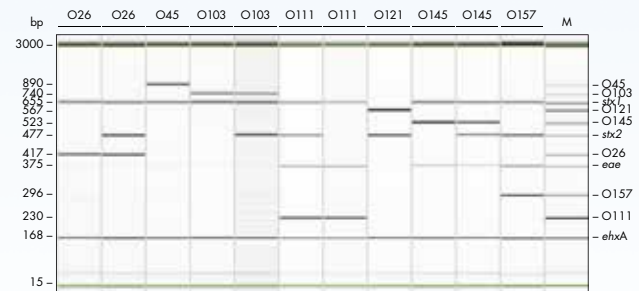 bp O26 O26 O45 O103 O103 O111 O111 O121 O145 O145 O157 M
3000
890 O45
740 O103
655 stx1
567 O121
523 O145
477 stx2
417 O26
375 eae
296 O157
230 O111
168 ehxA
15